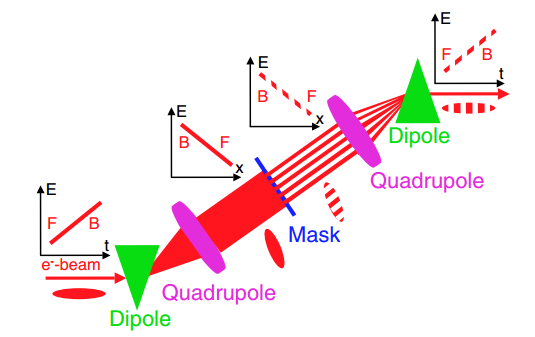 E
F B
t
E
B F
x
E
B F
x
E
F B
t
e--beam
Dipole
Quadrupole
Mask
Quadrupole
Dipole